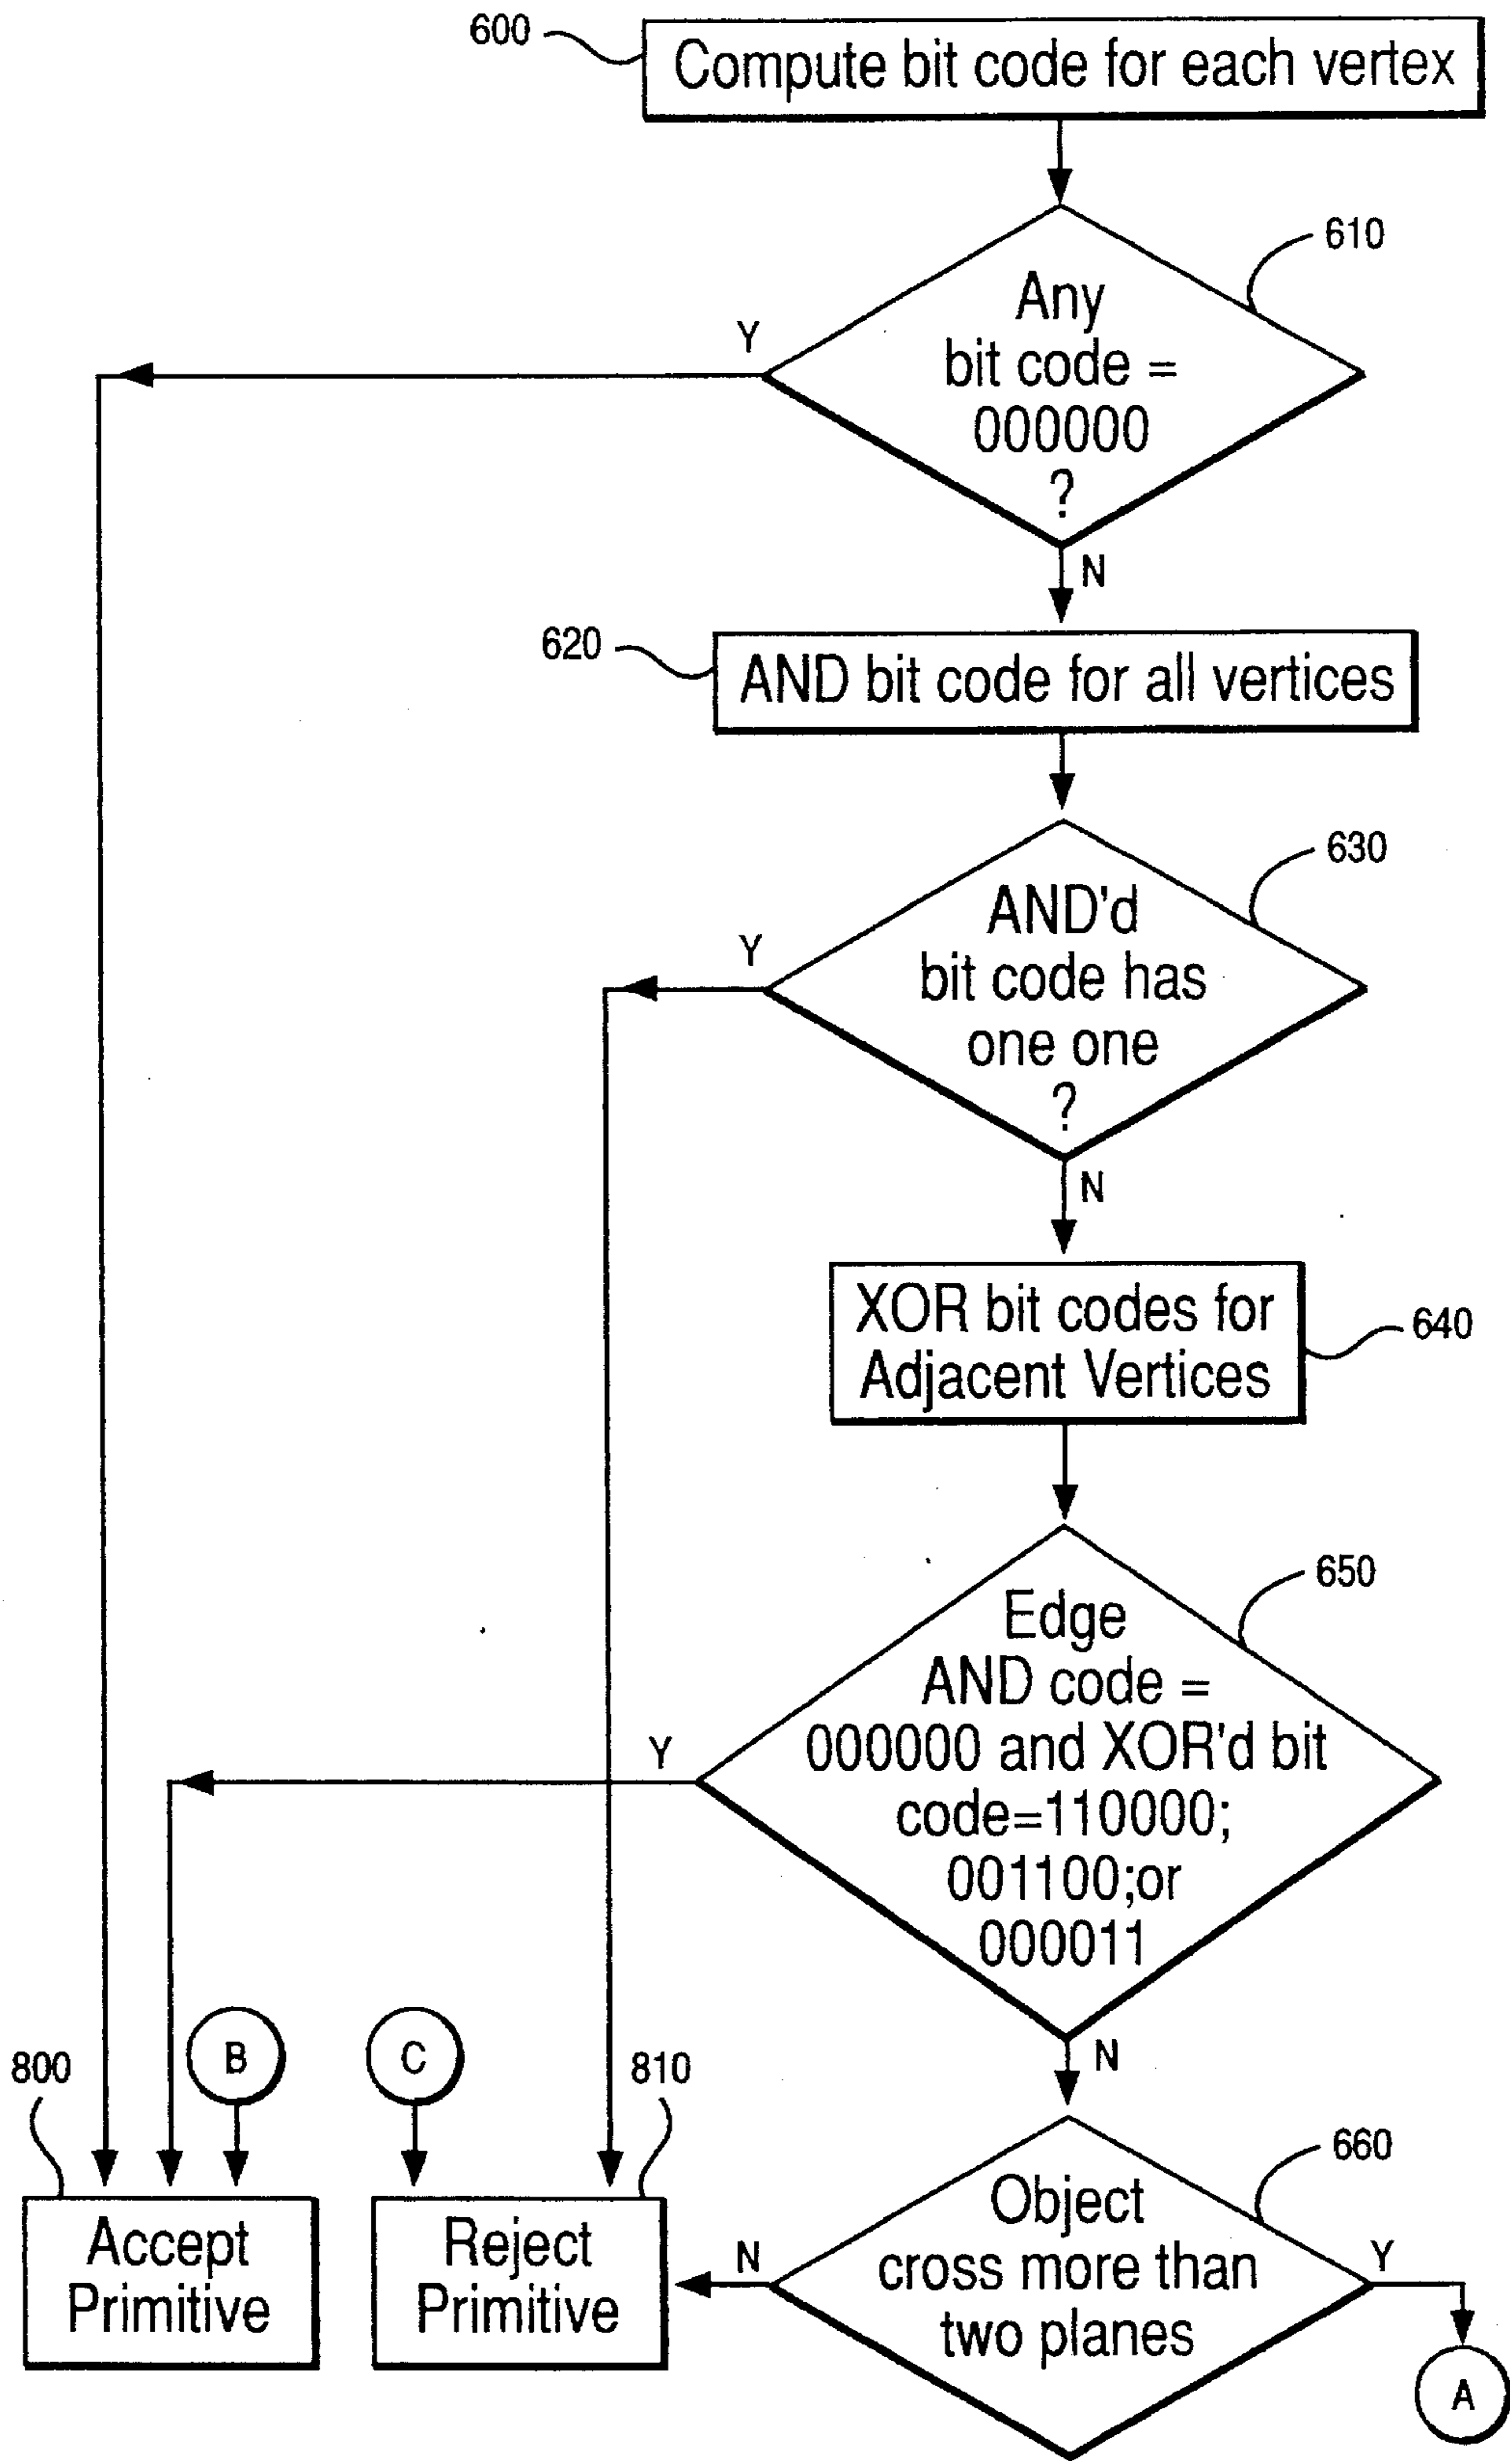 600
Compute bit code for each vertex
610
Any
bit code =
000000
?
Y
N
620
AND bit code for all vertices
630
AND'd
bit code has
one one
?
Y
N
XOR bit codes for
Adjacent Vertices
640
650
Edge
AND code =
000000 and XOR'd bit
code=110000;
001100;or
000011
Y
N
800
B
C
810
660
Accept
Primitive
Reject
Primitive
Object
cross more than
two planes
N
Y
A